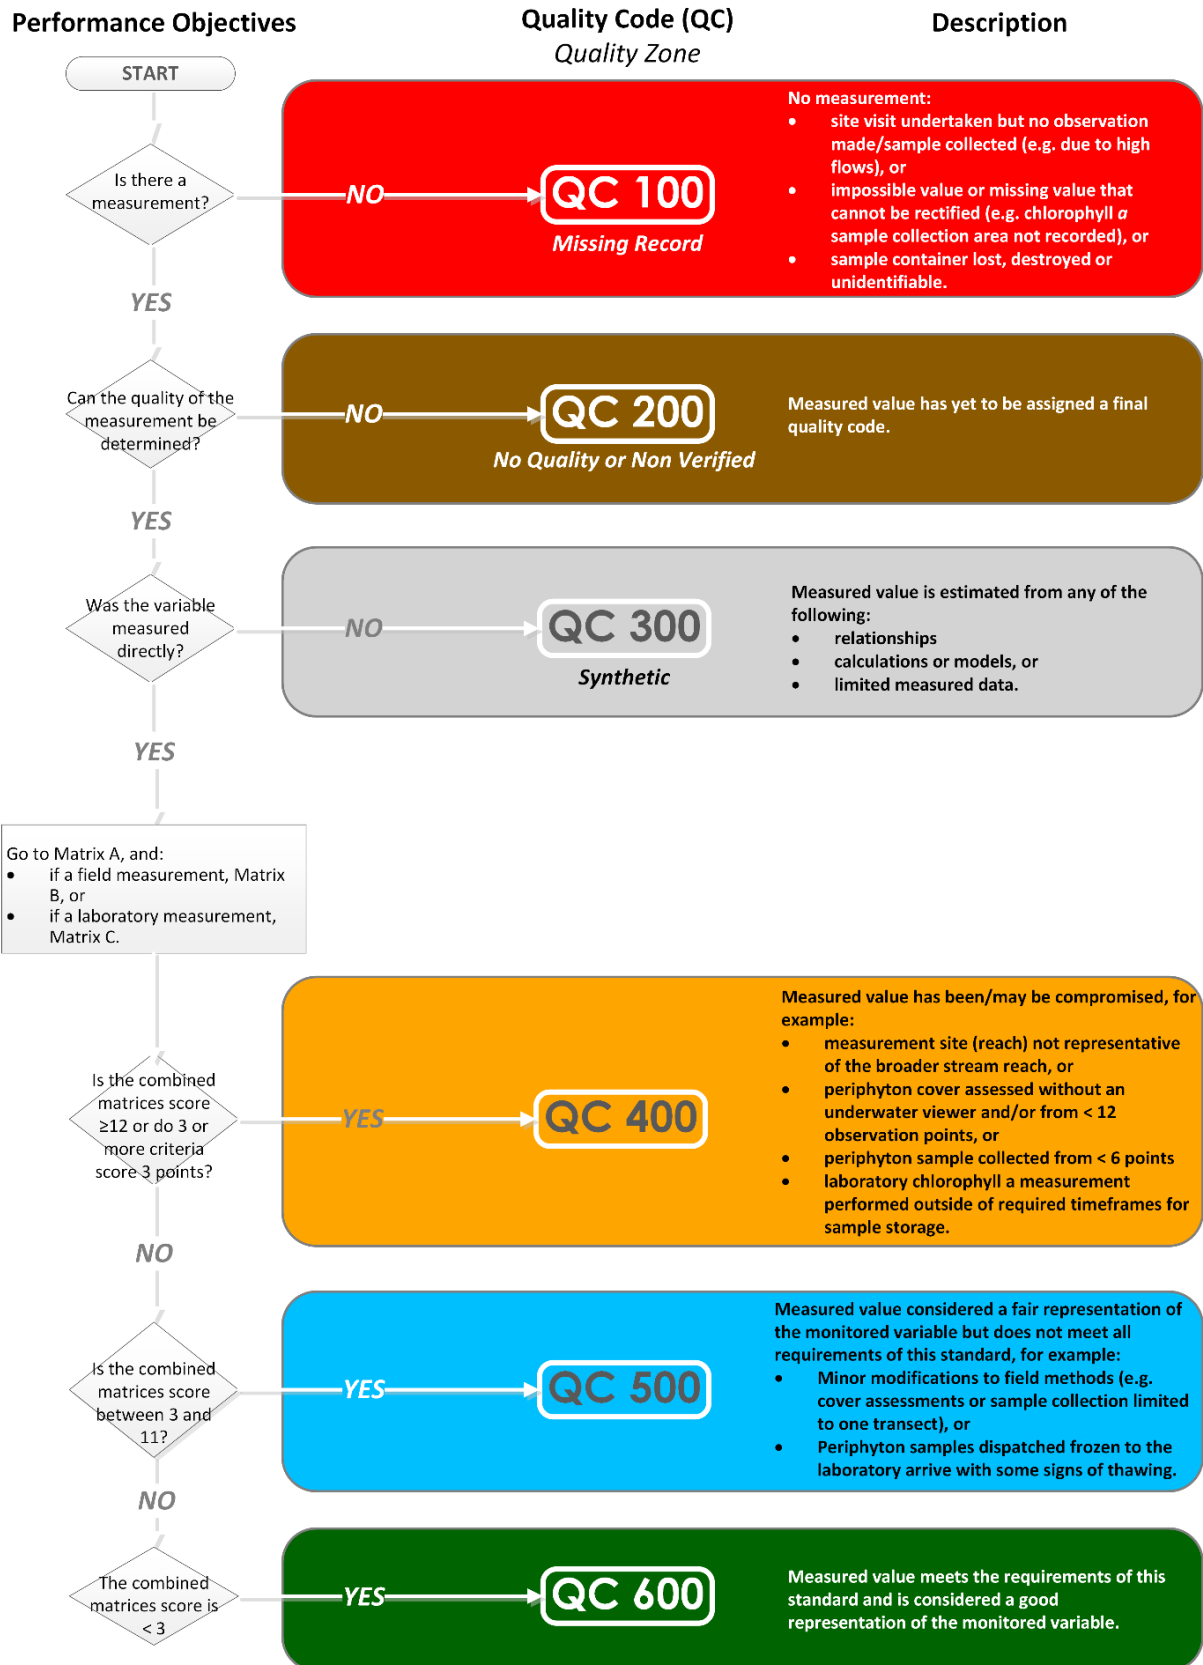 Performance Objectives
Quality Code (QC)
Quality Zone
Description
START
Is there a
measurement?
NO
QC 100
Missing Record
No measurement:
• site visit undertaken but no observation
made/sample collected (e.g. due to high
flows), or
• impossible value or missing value that
cannot be rectified (e.g. chlorophyll a
sample collection area not recorded), or
• sample container lost, destroyed or
unidentifiable.
YES
Can the quality of the
measurement be
determined?
NO
QC 200
No Quality or Non Verified
Measured value has yet to be assigned a final
quality code.
YES
Was the variable
measured
directly?
NO
QC 300
Synthetic
Measured value is estimated from any of the
following:
• relationships
• calculations or models, or
• limited measured data.
YES
Go to Matrix A, and:
• if a field measurement, Matrix
B, or
• if a laboratory measurement,
Matrix C.
Is the combined
matrices score
≥12 or do 3 or
more criteria
score 3 points?
YES
QC 400
Measured value has been/may be compromised, for
example:
• measurement site (reach) not representative
of the broader stream reach, or
• periphyton cover assessed without an
underwater viewer and/or from < 12
observation points, or
• periphyton sample collected from < 6 points
• laboratory chlorophyll a measurement
performed outside of required timeframes for
sample storage.
NO
Is the combined
matrices score
between 3 and
11?
YES
QC 500
Measured value considered a fair representation of
the monitored variable but does not meet all
requirements of this standard, for example:
• Minor modifications to field methods (e.g.
cover assessments or sample collection limited
to one transect), or
• Periphyton samples dispatched frozen to the
laboratory arrive with some signs of thawing.
NO
The combined
matrices score is
< 3
YES
QC 600
Measured value meets the requirements of this
standard and is considered a good
representation of the monitored variable.